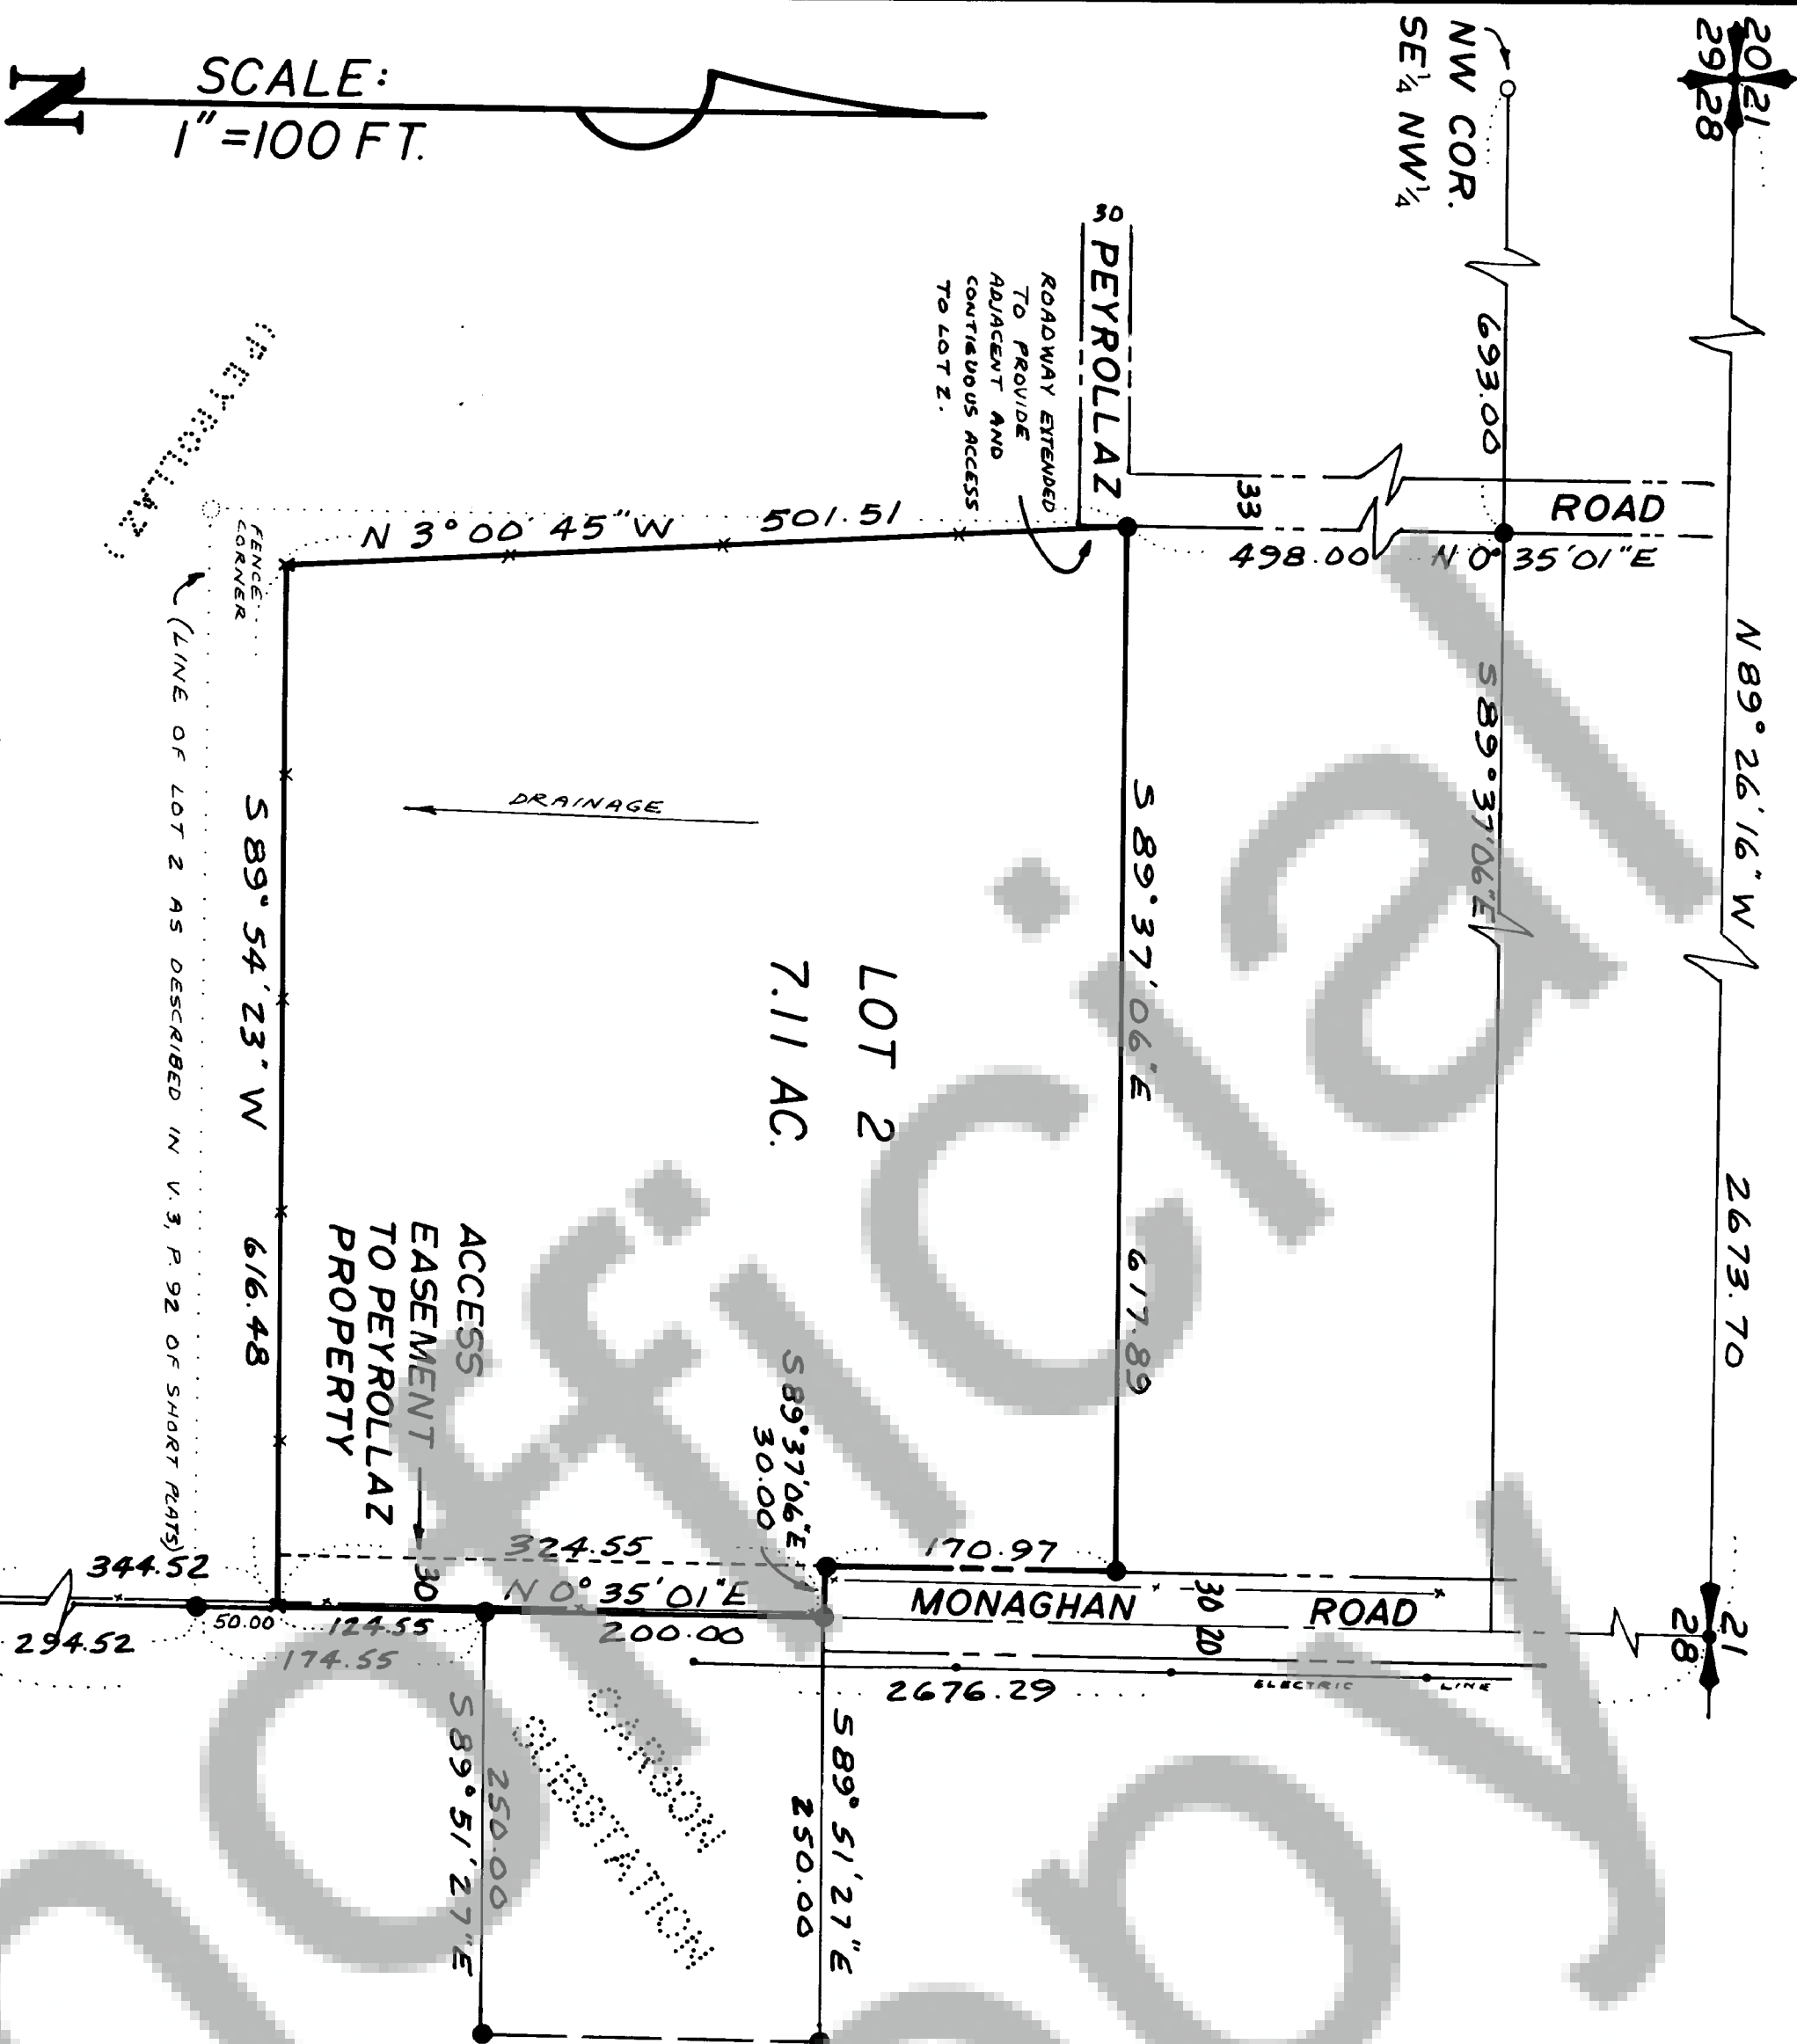 N
SCALE:
1"=100 FT.
20 21
29 28
NW COR.
SE¼ NW¼
693.00
30 PEYROLLAZ
ROADWAY EXTENDED
TO PROVIDE
ADJACENT AND
CONTIGUOUS ACCESS
TO LOT 2.
33
ROAD
498.00 N 0° 35' 01" E
N 3° 00' 45" W 501.51
(PEYROLLAZ)
FENCE
CORNER
(LINE OF LOT 2 AS DESCRIBED IN V. 3, P. 92 OF SHORT PLATS)
S 89° 54' 23" W 616.48
DRAINAGE
LOT 2
7.11 AC.
S 89° 37' 06" E 617.89
S 89° 37' 06" E
N 89° 26' 16" W 2673.70
ACCESS
EASEMENT
TO PEYROLLAZ
PROPERTY
S 89° 37' 06" E
30.00
324.55
170.97
344.52
30
N 0° 35' 01" E
MONAGHAN ROAD
30
20
21
28
50.00
124.55
200.00
294.52
174.55
2676.29
ELECTRIC LINE
S 89° 51' 27" E
250.00
CARSON
SUBSTATION
S 89° 51' 27" E
250.00
Unofficial
Copy